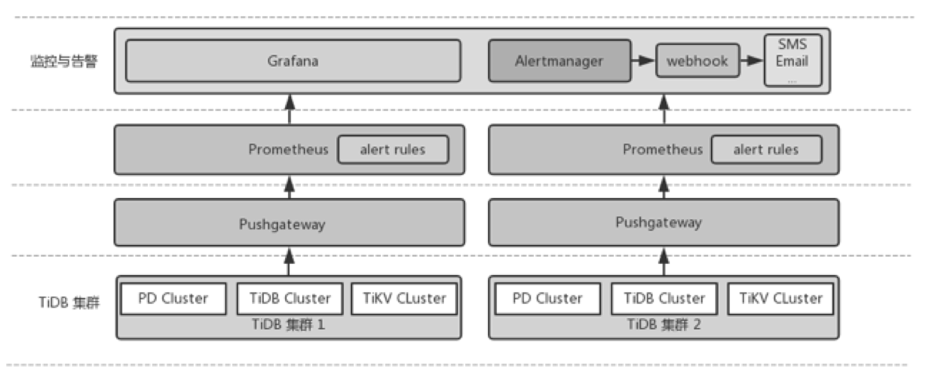 监控与告警
Grafana
Alertmanager
webhook
SMS
Email
...
Prometheus
alert rules
Prometheus
alert rules
Pushgateway
Pushgateway
TiDB 集群
PD Cluster
TiDB Cluster
TiKV CLuster
TiDB 集群 1
PD Cluster
TiDB Cluster
TiKV CLuster
TiDB 集群 2